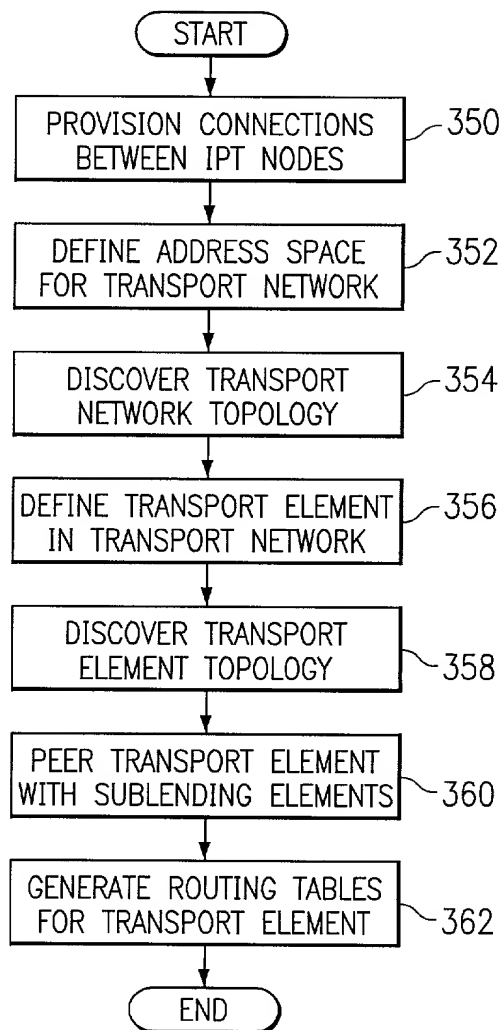 START
PROVISION CONNECTIONS
BETWEEN IPT NODES
350
DEFINE ADDRESS SPACE
FOR TRANSPORT NETWORK
352
DISCOVER TRANSPORT
NETWORK TOPOLOGY
354
DEFINE TRANSPORT ELEMENT
IN TRANSPORT NETWORK
356
DISCOVER TRANSPORT
ELEMENT TOPOLOGY
358
PEER TRANSPORT ELEMENT
WITH SUBLENDING ELEMENTS
360
GENERATE ROUTING TABLES
FOR TRANSPORT ELEMENT
362
END